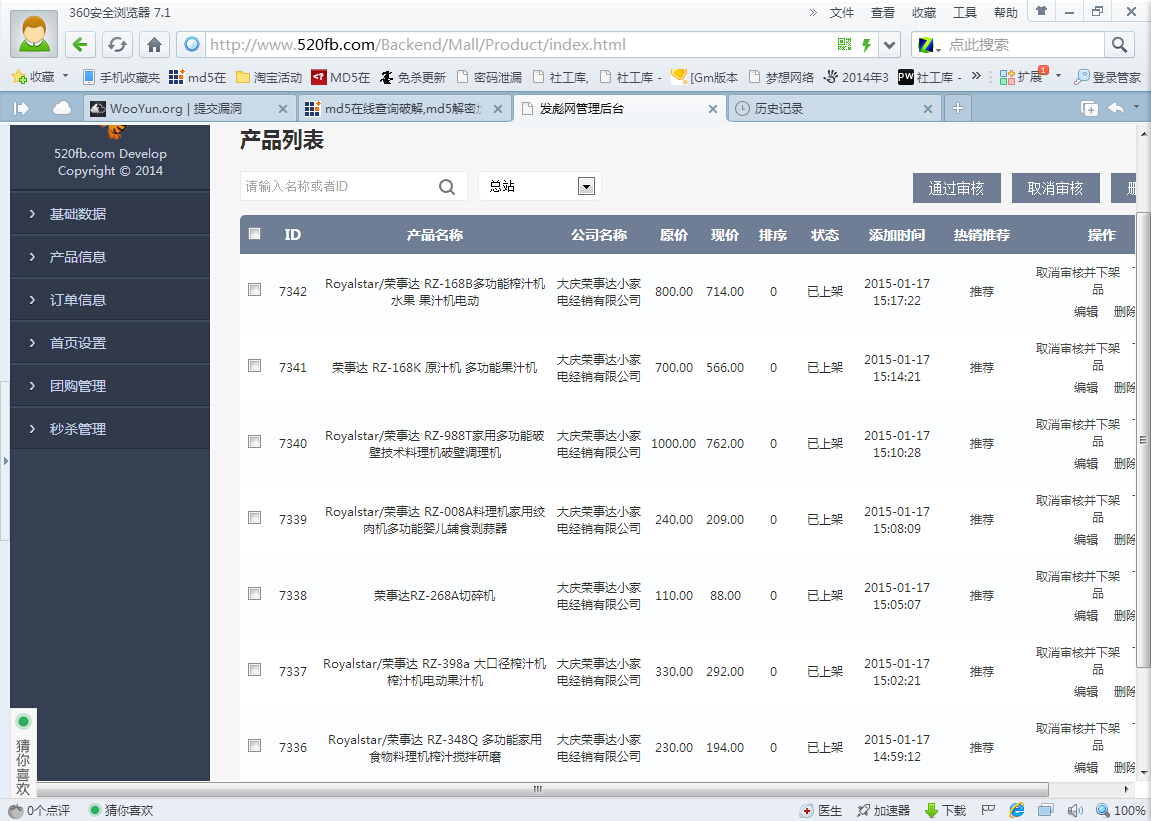 360安全浏览器 7.1
» 文件 查看 收藏 工具 帮助
http://www.520fb.com/Backend/Mall/Product/index.html
点此搜索
收藏 手机收藏夹 md5在 淘宝活动 MD5在 免杀更新 密码泄漏 社工库, 社工库 - [Gm版本 梦想网络 2014年3 社工库 - » 扩展 1 登录管家
WooYun.org | 提交漏洞 md5在线查询破解,md5解密 发彪网管理后台 历史记录
520fb.com Develop
Copyright © 2014
基础数据
产品信息
订单信息
首页设置
团购管理
秒杀管理
产品列表
请输入名称或者ID 总站 通过审核 取消审核
ID 产品名称 公司名称 原价 现价 排序 状态 添加时间 热销推荐 操作
7342 Royalstar/荣事达 RZ-168B多功能榨汁机 大庆荣事达小家 800.00 714.00 0 已上架 2015-01-17 推荐 取消审核并下架
水果 果汁机电动 电经销有限公司 15:17:22 品
编辑 删除
7341 荣事达 RZ-168K 原汁机 多功能果汁机 大庆荣事达小家 700.00 566.00 0 已上架 2015-01-17 推荐 取消审核并下架
电经销有限公司 15:14:21 品
编辑 删除
7340 Royalstar/荣事达 RZ-988T家用多功能破 大庆荣事达小家 1000.00 762.00 0 已上架 2015-01-17 推荐 取消审核并下架
壁技术料理机破壁调理机 电经销有限公司 15:10:28 品
编辑 删除
7339 Royalstar/荣事达 RZ-008A料理机家用绞 大庆荣事达小家 240.00 209.00 0 已上架 2015-01-17 推荐 取消审核并下架
肉机多功能婴儿辅食剥蒜器 电经销有限公司 15:08:09 品
编辑 删除
7338 荣事达RZ-268A切碎机 大庆荣事达小家 110.00 88.00 0 已上架 2015-01-17 推荐 取消审核并下架
电经销有限公司 15:05:07 品
编辑 删除
7337 Royalstar/荣事达 RZ-398a 大口径榨汁机 大庆荣事达小家 330.00 292.00 0 已上架 2015-01-17 推荐 取消审核并下架
榨汁机电动果汁机 电经销有限公司 15:02:21 品
编辑 删除
7336 Royalstar/荣事达 RZ-348Q 多功能家用 大庆荣事达小家 230.00 194.00 0 已上架 2015-01-17 推荐 取消审核并下架
食物料理机榨汁搅拌研磨 电经销有限公司 14:59:12 品
编辑 删除
猜你喜欢
0个点评 猜你喜欢 医生 加速器 下载 100%